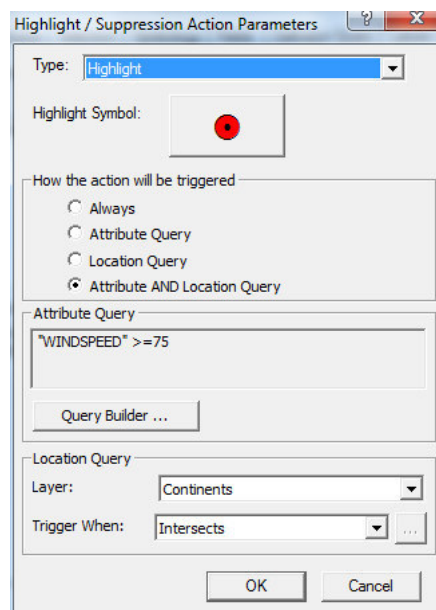 Highlight / Suppression Action Parameters ? X
Type: Highlight
Highlight Symbol:
How the action will be triggered
Always
Attribute Query
Location Query
Attribute AND Location Query
Attribute Query
"WINDSPEED" >=75
Query Builder ...
Location Query
Layer: Continents
Trigger When: Intersects ...
OK Cancel